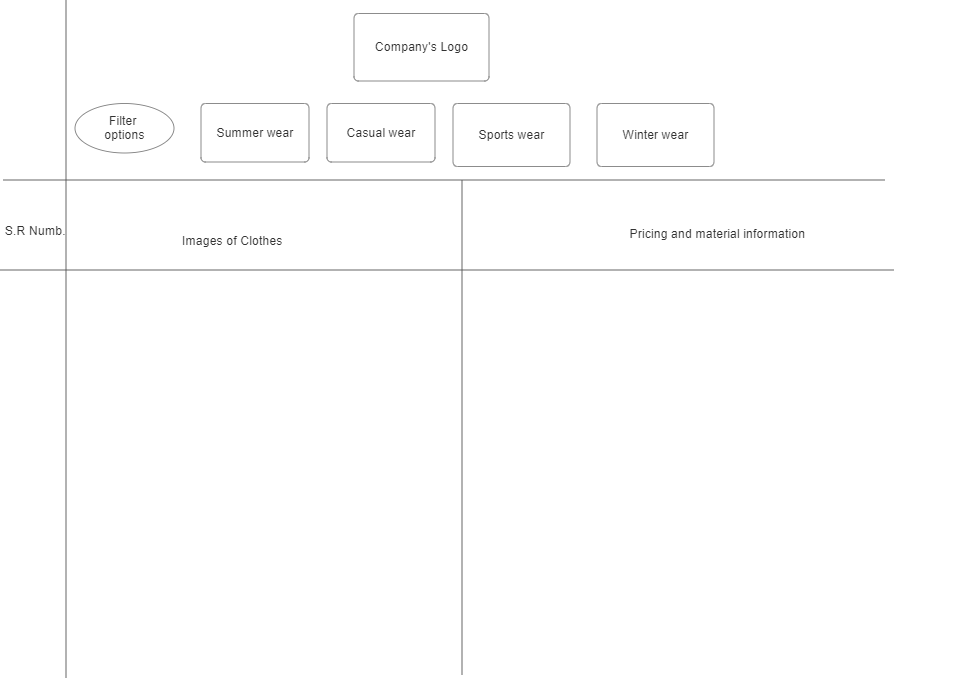 Company's Logo
Filter
options
Summer wear
Casual wear
Sports wear
Winter wear
S.R Numb.
Images of Clothes
Pricing and material information